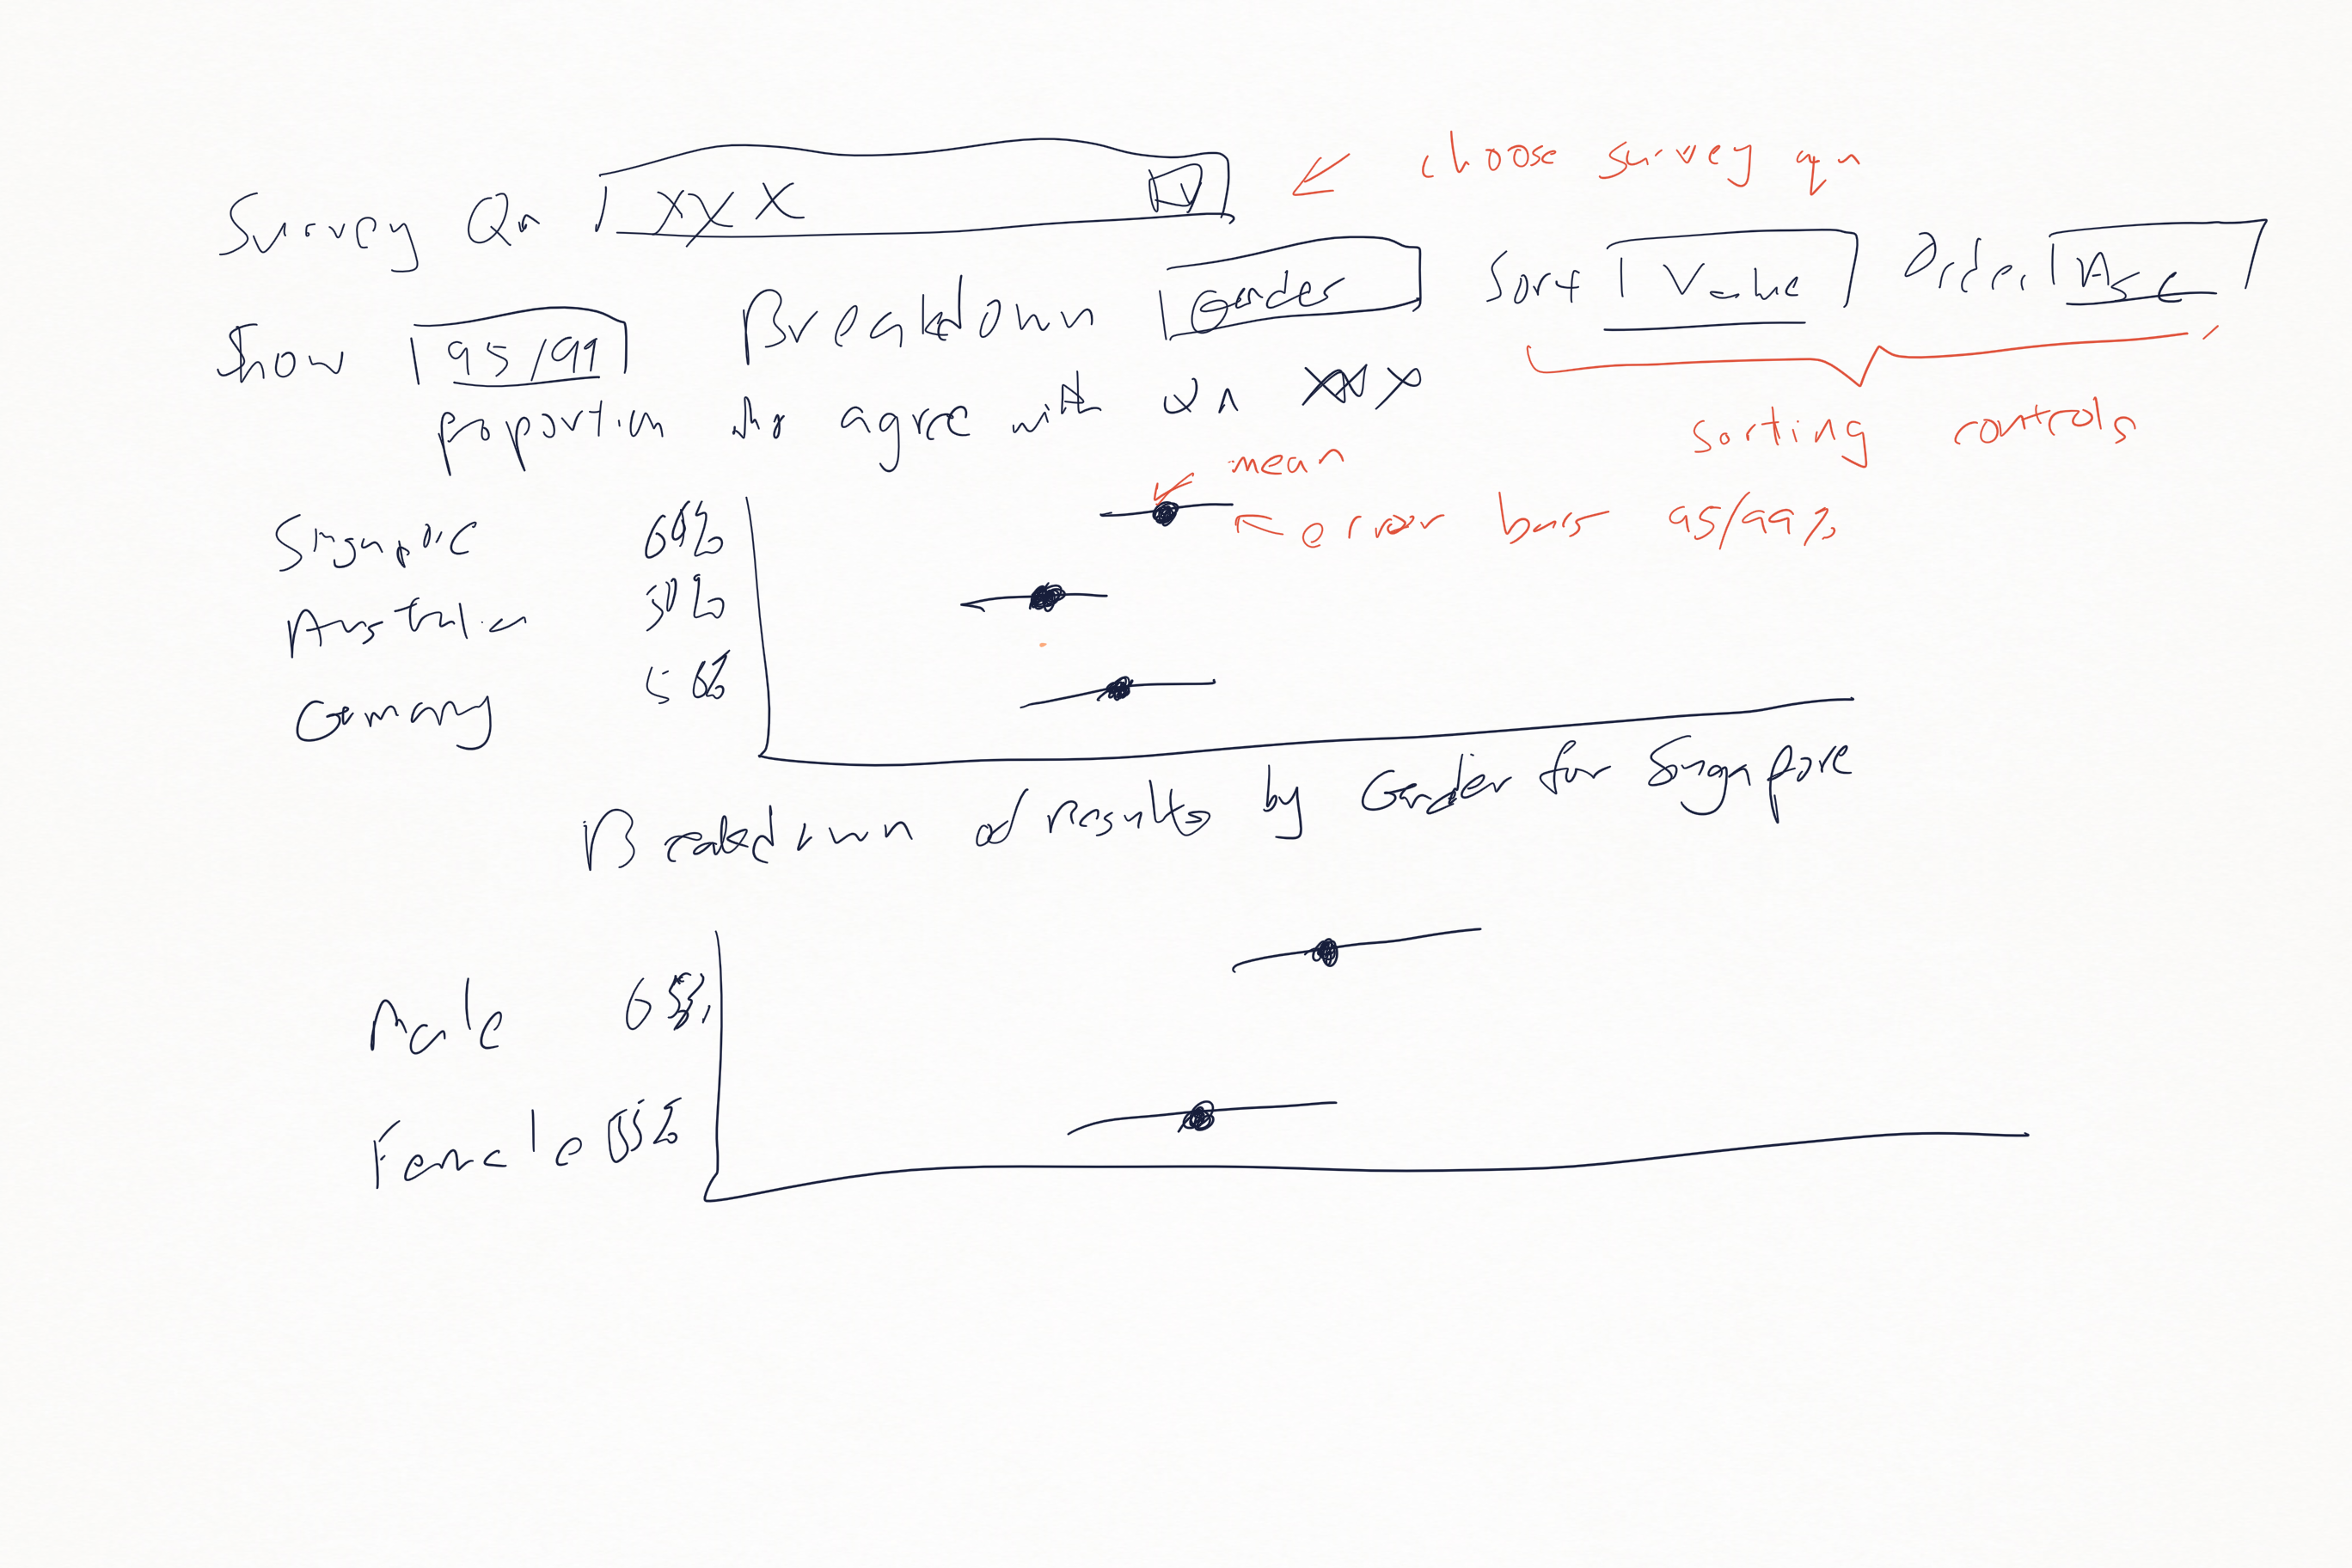 Survey Qn XXX choose survey qn
Show 95/99 Breakdown Gender Sort Value Order Asc
proportion who agree with Qn XXX
sorting controls
mean
error bars 95/99%
Singapore 60%
Australia 50%
Germany 56%
Breakdown of results by Gender for Singapore
Male 65%
Female 55%